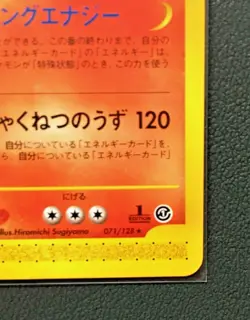 ングエナジー
ができる。この番の終わりまで、自分の
エネルギーカード」の「エネルギー」は、
ケモンが「特殊状態」のとき、この力を使う
ゃくねつのうず 120
自分についている「エネルギーカード」を、
ら、自分についている「エネルギーカー
にげる
llus.Hiromichi Sugiyama 071/128 ★ 1 EDITION